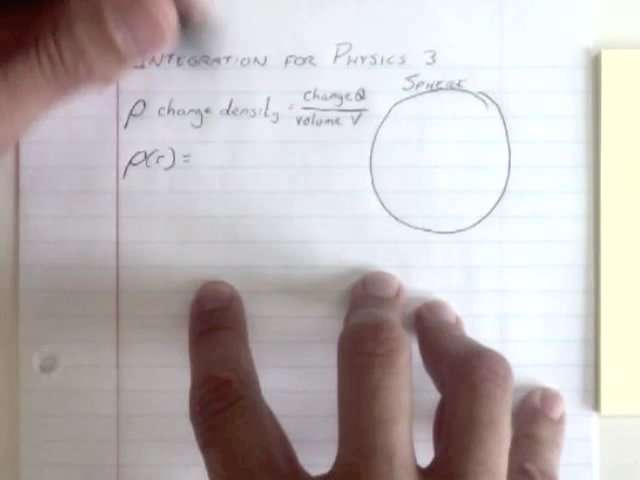 INTEGRATION FOR PHYSICS 3
SPHERE
ρ charge density = charge Q / volume V
ρ(r) =